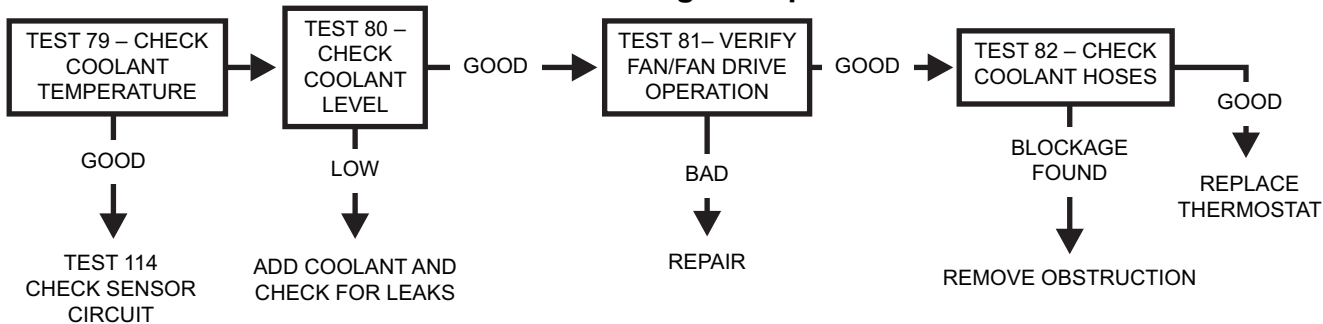 TEST 79 – CHECK
COOLANT
TEMPERATURE
GOOD
TEST 114
CHECK SENSOR
CIRCUIT
TEST 80 –
CHECK
COOLANT
LEVEL
LOW
ADD COOLANT AND
CHECK FOR LEAKS
GOOD
TEST 81– VERIFY
FAN/FAN DRIVE
OPERATION
BAD
REPAIR
GOOD
TEST 82 – CHECK
COOLANT HOSES
BLOCKAGE
FOUND
REMOVE OBSTRUCTION
GOOD
REPLACE
THERMOSTAT